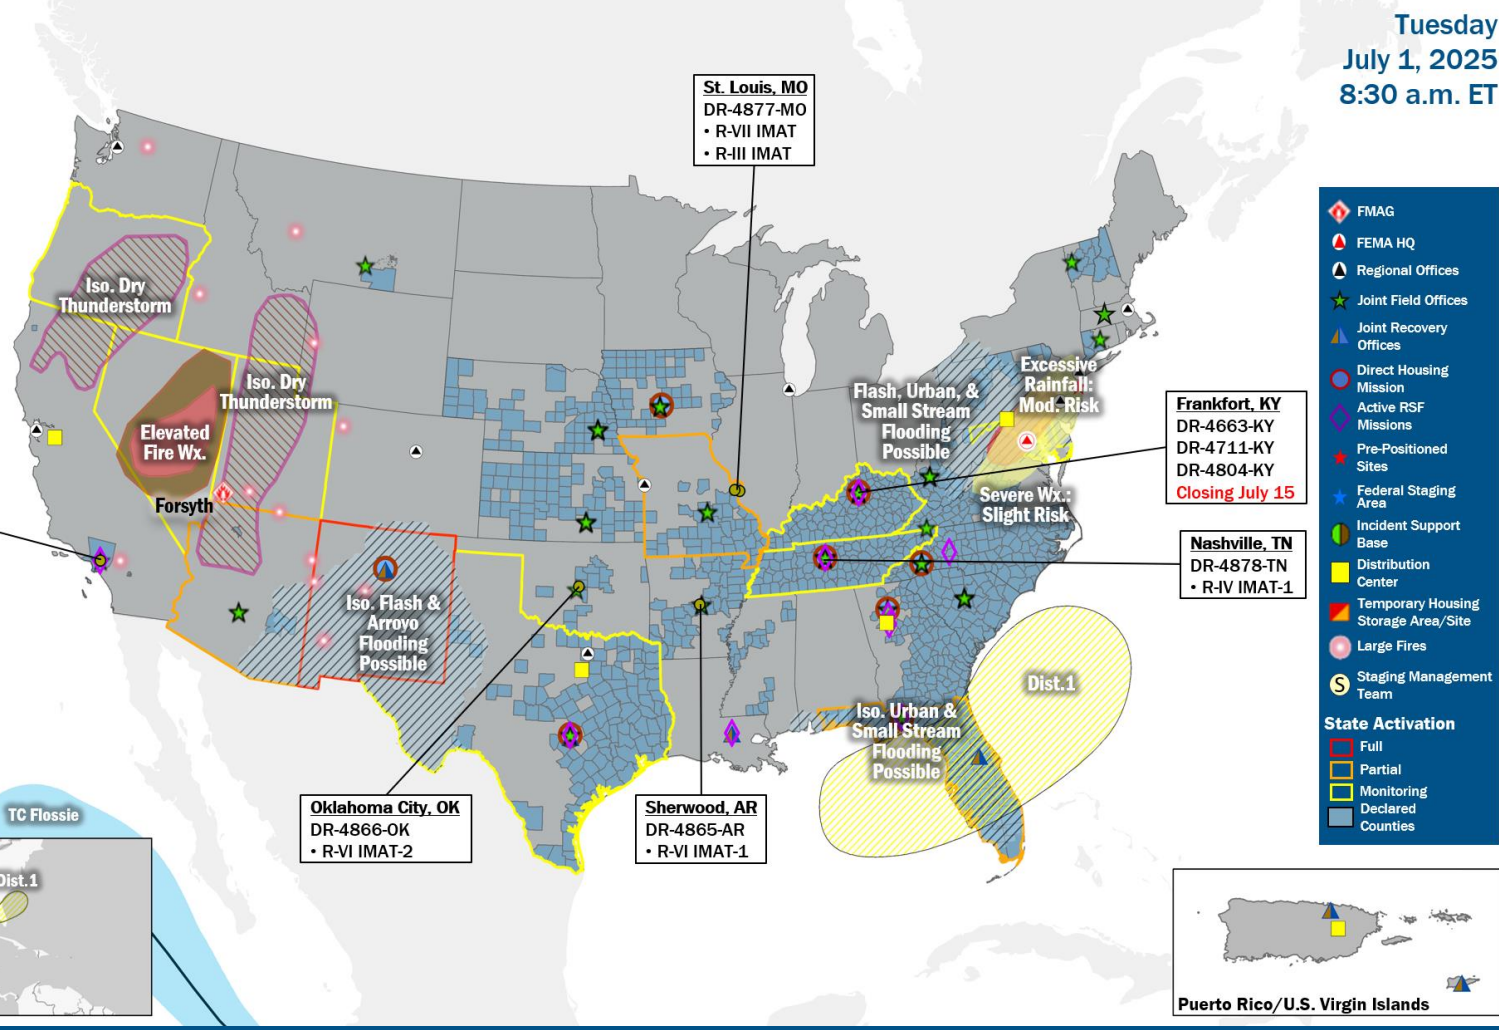 Tuesday
July 1, 2025
8:30 a.m. ET
St. Louis, MO
DR-4877-MO
• R-VII IMAT
• R-III IMAT
Iso. Dry
Thunderstorm
Iso. Dry
Thunderstorm
Elevated
Fire Wx.
Forsyth
Flash, Urban, &
Small Stream
Flooding
Possible
Excessive
Rainfall:
Mod. Risk
Severe Wx.:
Slight Risk
Frankfort, KY
DR-4663-KY
DR-4711-KY
DR-4804-KY
Closing July 15
Nashville, TN
DR-4878-TN
• R-IV IMAT-1
Iso. Flash &
Arroyo
Flooding
Possible
Iso. Urban &
Small Stream
Flooding
Possible
Dist.1
Oklahoma City, OK
DR-4866-OK
• R-VI IMAT-2
Sherwood, AR
DR-4865-AR
• R-VI IMAT-1
TC Flossie
Dist.1
FMAG
FEMA HQ
Regional Offices
Joint Field Offices
Joint Recovery
Offices
Direct Housing
Mission
Active RSF
Missions
Pre-Positioned
Sites
Federal Staging
Area
Incident Support
Base
Distribution
Center
Temporary Housing
Storage Area/Site
Large Fires
S
Staging Management
Team
State Activation
Full
Partial
Monitoring
Declared
Counties
Puerto Rico/U.S. Virgin Islands